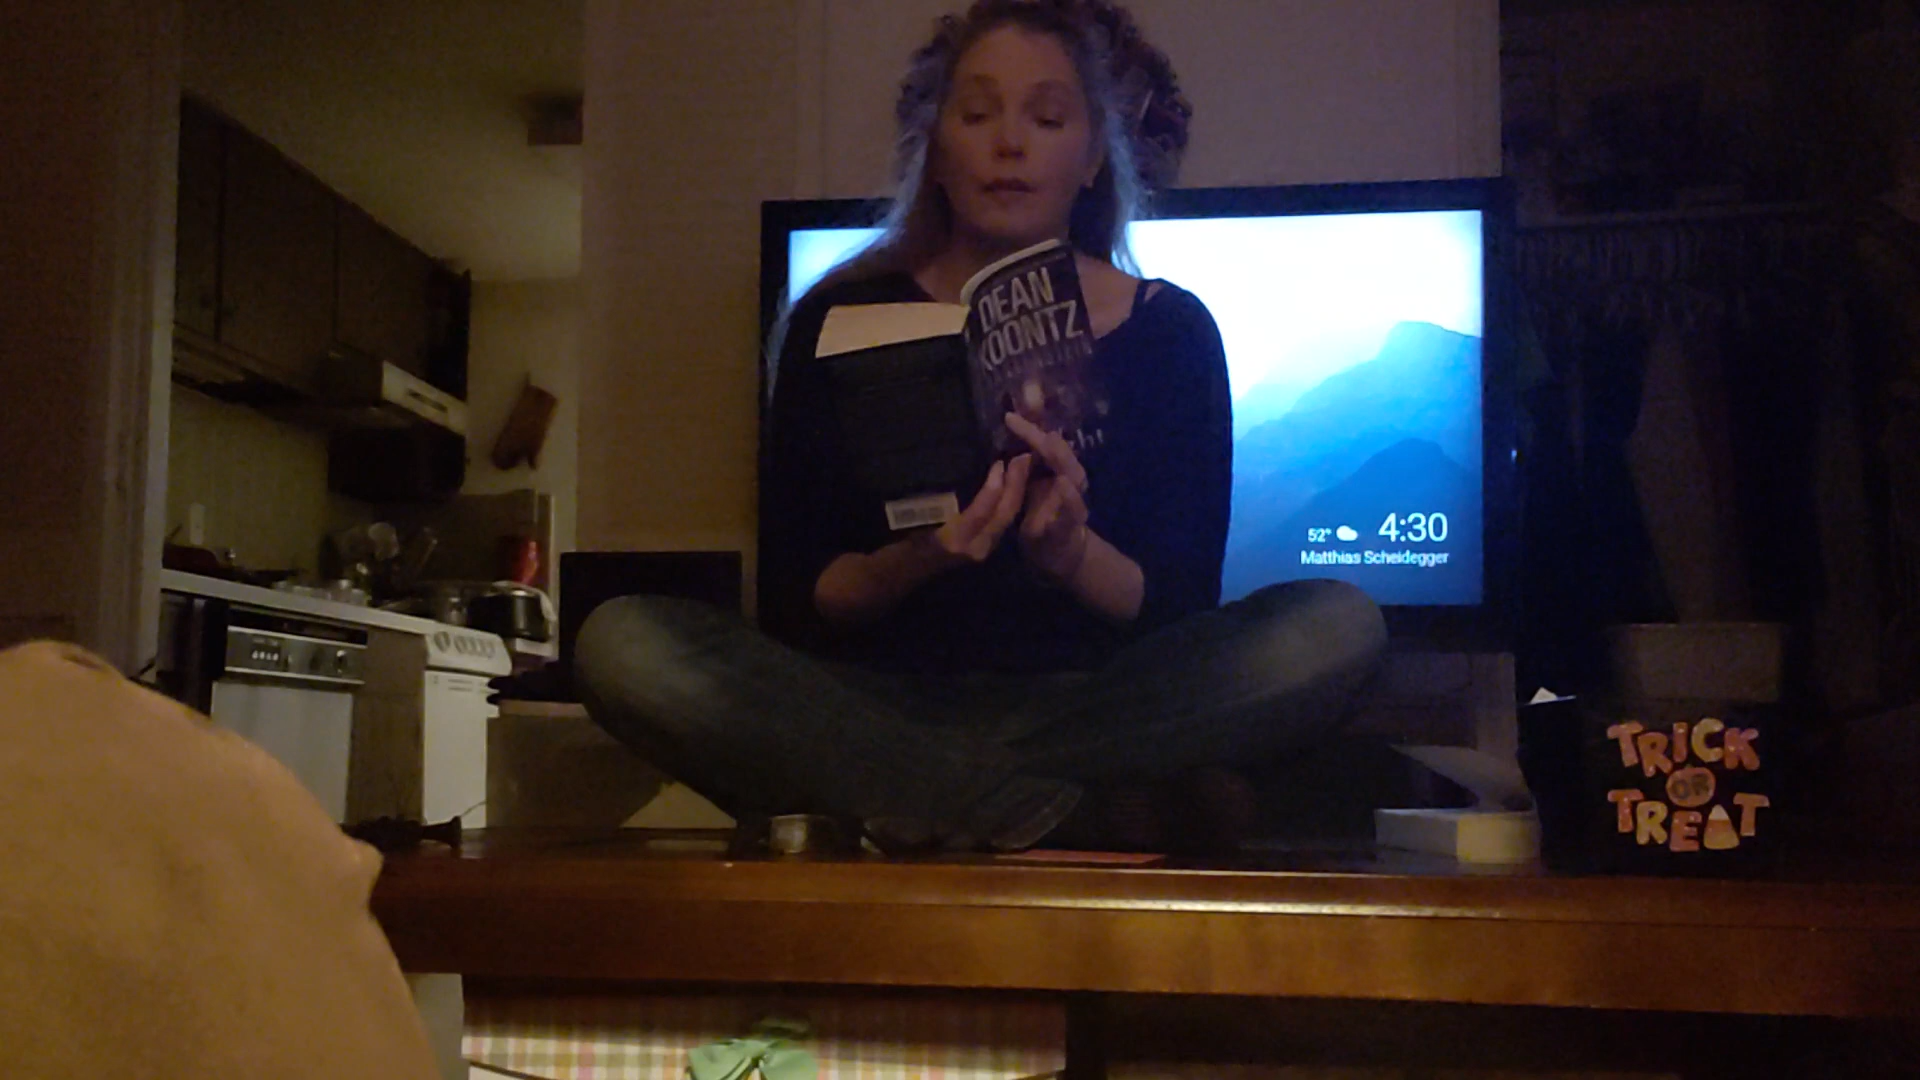 DEAN
KOONTZ
52° 4:30
Matthias Scheidegger
TRICK
OR
TREAT